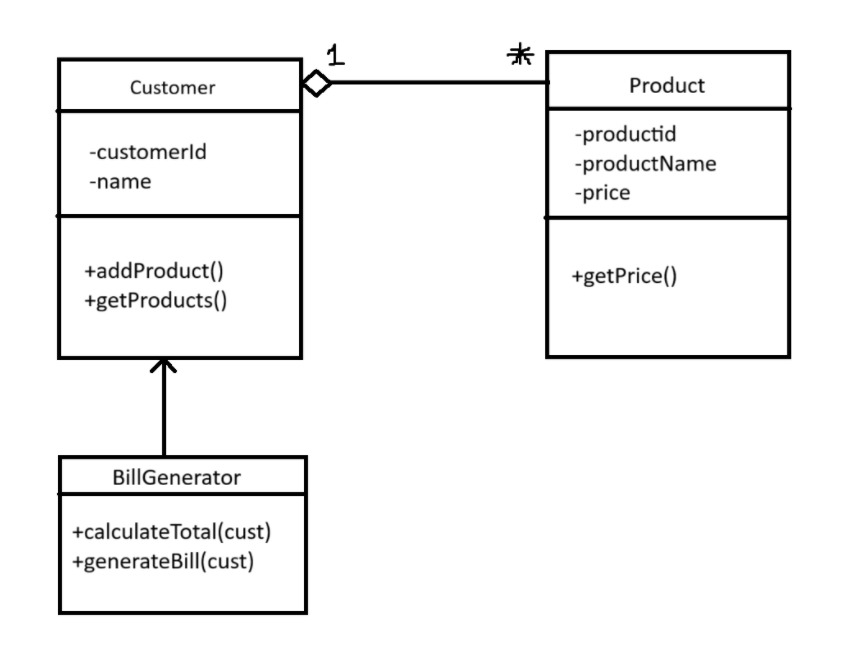 Customer
-customerId
-name
+addProduct()
+getProducts()
1
*
Product
-productid
-productName
-price
+getPrice()
BillGenerator
+calculateTotal(cust)
+generateBill(cust)